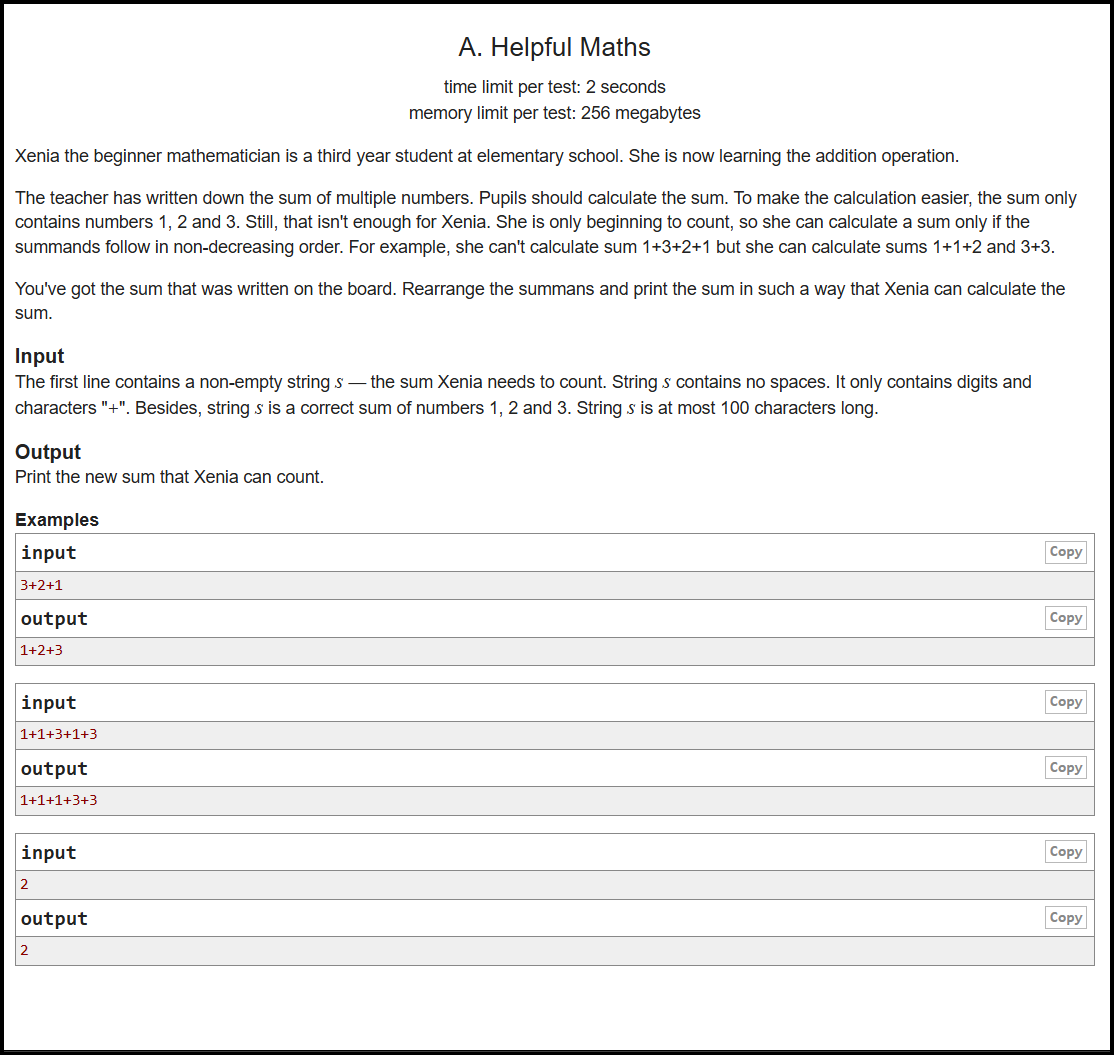 A. Helpful Maths
time limit per test: 2 seconds
memory limit per test: 256 megabytes
Xenia the beginner mathematician is a third year student at elementary school. She is now learning the addition operation.
The teacher has written down the sum of multiple numbers. Pupils should calculate the sum. To make the calculation easier, the sum only
contains numbers 1, 2 and 3. Still, that isn't enough for Xenia. She is only beginning to count, so she can calculate a sum only if the
summands follow in non-decreasing order. For example, she can't calculate sum 1+3+2+1 but she can calculate sums 1+1+2 and 3+3.
You've got the sum that was written on the board. Rearrange the summans and print the sum in such a way that Xenia can calculate the
sum.
Input
The first line contains a non-empty string s — the sum Xenia needs to count. String s contains no spaces. It only contains digits and
characters "+". Besides, string s is a correct sum of numbers 1, 2 and 3. String s is at most 100 characters long.
Output
Print the new sum that Xenia can count.
Examples
input Copy
3+2+1
output Copy
1+2+3
input Copy
1+1+3+1+3
output Copy
1+1+1+3+3
input Copy
2
output Copy
2